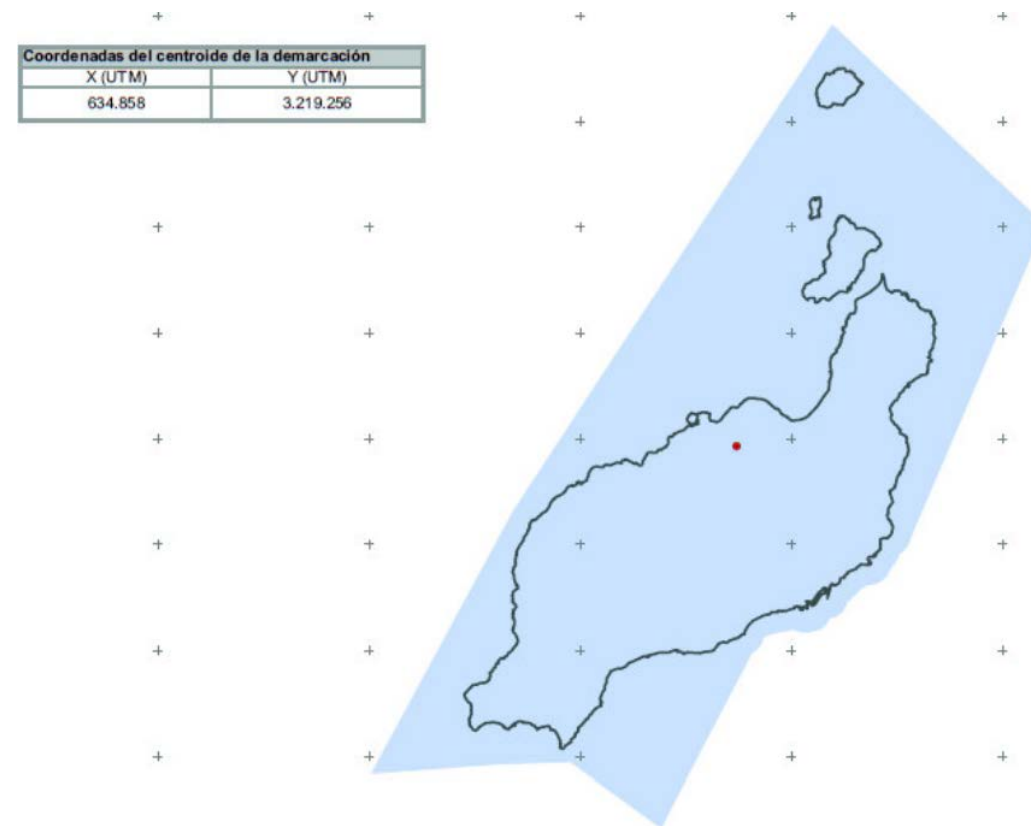 Coordenadas del centroide de la demarcación
X (UTM) Y (UTM)
634.858 3.219.256